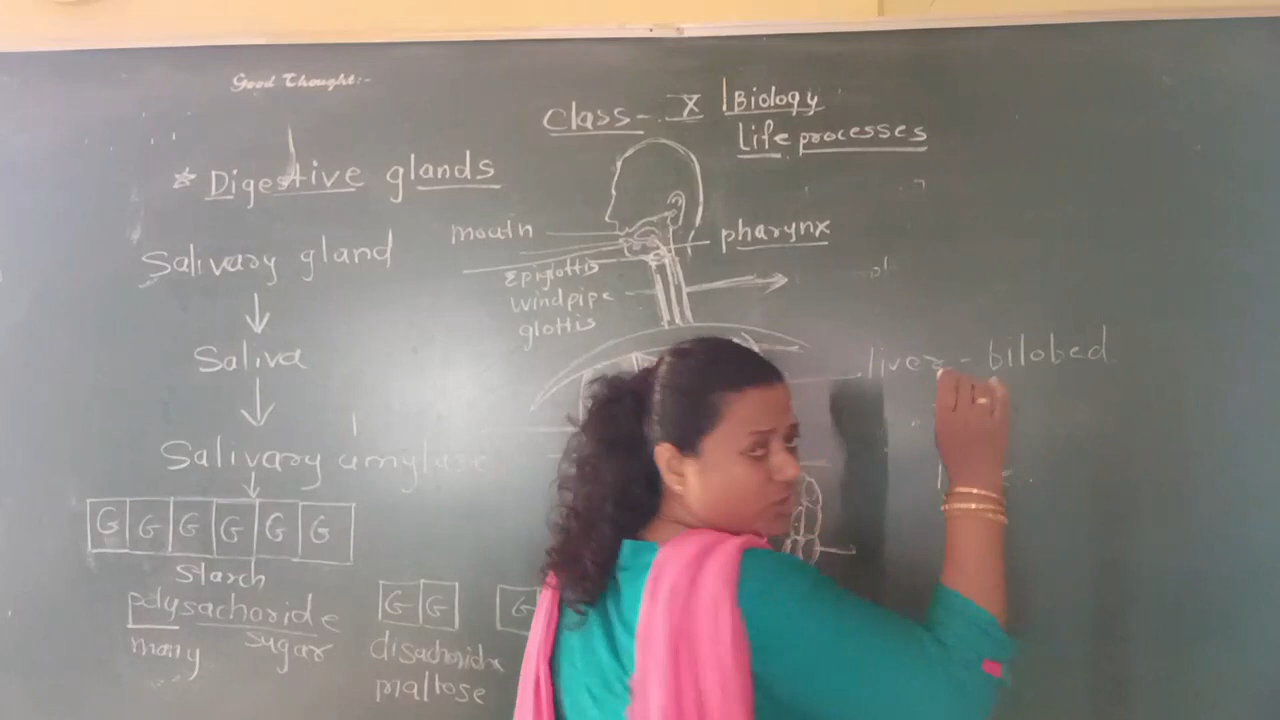 Good Thought:-
Class- X Biology
Life processes
* Digestive glands
Salivary gland
Saliva
Salivary amylase
G G G G G G
starch
polysachoride
many sugar
G G
disachoride
maltose
G
mouth
pharynx
Epiglottis
windpipe
glottis
liver - bilobed